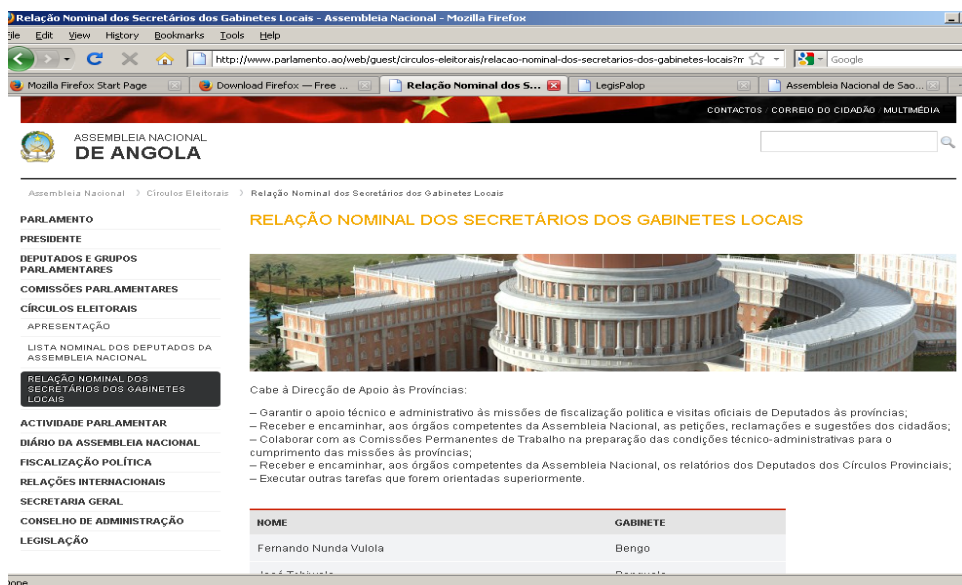 Relação Nominal dos Secretários dos Gabinetes Locais - Assembleia Nacional - Mozilla Firefox
File Edit View History Bookmarks Tools Help
http://www.parlamento.ao/web/guest/circulos-eleitorais/relacao-nominal-dos-secretarios-dos-gabinetes-locais?r
Google
Mozilla Firefox Start Page
Download Firefox — Free ...
Relação Nominal dos S...
LegisPalop
Assembleia Nacional de Sao...
CONTACTOS / CORREIO DO CIDADÃO / MULTIMÉDIA
ASSEMBLEIA NACIONAL
DE ANGOLA
Assembleia Nacional > Círculos Eleitorais > Relação Nominal dos Secretários dos Gabinetes Locais
PARLAMENTO
PRESIDENTE
DEPUTADOS E GRUPOS
PARLAMENTARES
COMISSÕES PARLAMENTARES
CÍRCULOS ELEITORAIS
APRESENTAÇÃO
LISTA NOMINAL DOS DEPUTADOS DA
ASSEMBLEIA NACIONAL
RELAÇÃO NOMINAL DOS
SECRETÁRIOS DOS GABINETES
LOCAIS
ACTIVIDADE PARLAMENTAR
DIÁRIO DA ASSEMBLEIA NACIONAL
FISCALIZAÇÃO POLÍTICA
RELAÇÕES INTERNACIONAIS
SECRETARIA GERAL
CONSELHO DE ADMINISTRAÇÃO
LEGISLAÇÃO
RELAÇÃO NOMINAL DOS SECRETÁRIOS DOS GABINETES LOCAIS
Cabe à Direcção de Apoio às Províncias:
– Garantir o apoio técnico e administrativo às missões de fiscalização politica e visitas oficiais de Deputados às províncias;
– Receber e encaminhar, aos órgãos competentes da Assembleia Nacional, as petições, reclamações e sugestões dos cidadãos;
– Colaborar com as Comissões Permanentes de Trabalho na preparação das condições técnico-administrativas para o
cumprimento das missões às províncias;
– Receber e encaminhar, aos órgãos competentes da Assembleia Nacional, os relatórios dos Deputados dos Círculos Provinciais;
– Executar outras tarefas que forem orientadas superiormente.
NOME GABINETE
Fernando Nunda Vulola Bengo